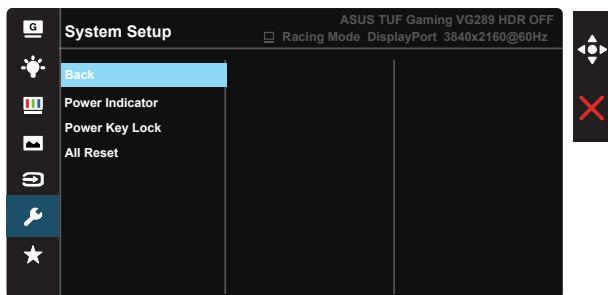 G
System Setup
ASUS TUF Gaming VG289 HDR OFF
Racing Mode DisplayPort 3840x2160@60Hz
Back
Power Indicator
Power Key Lock
All Reset